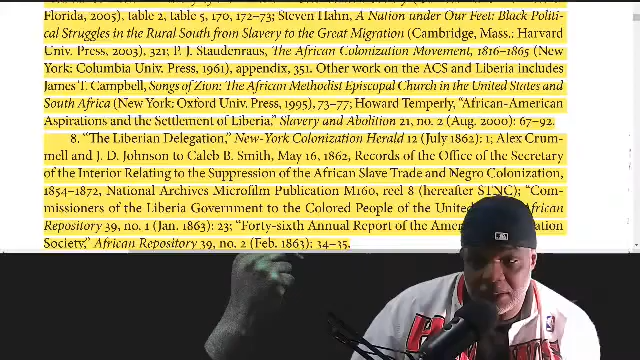 Florida, 2005), table 2, table 5, 170, 172–73; Steven Hahn, A Nation under Our Feet: Black Politi-
cal Struggles in the Rural South from Slavery to the Great Migration (Cambridge, Mass.: Harvard
Univ. Press, 2003), 321; P. J. Staudenraus, The African Colonization Movement, 1816–1865 (New
York: Columbia Univ. Press, 1961), appendix, 351. Other work on the ACS and Liberia includes
James T. Campbell, Songs of Zion: The African Methodist Episcopal Church in the United States and
South Africa (New York: Oxford Univ. Press, 1995), 73–77; Howard Temperly, “African-American
Aspirations and the Settlement of Liberia,” Slavery and Abolition 21, no. 2 (Aug. 2000): 67–92.
8. “The Liberian Delegation,” New-York Colonization Herald 12 (July 1862): 1; Alex Crum-
mell and J. D. Johnson to Caleb B. Smith, May 16, 1862, Records of the Office of the Secretary
of the Interior Relating to the Suppression of the African Slave Trade and Negro Colonization,
1854–1872, National Archives Microfilm Publication M160, reel 8 (hereafter STNC); “Com-
missioners of the Liberia Government to the Colored People of the United African
Repository 39, no. 1 (Jan. 1863): 23; “Forty-sixth Annual Report of the
Society,” African Repository 39, no. 2 (Feb. 1863): 34–35.